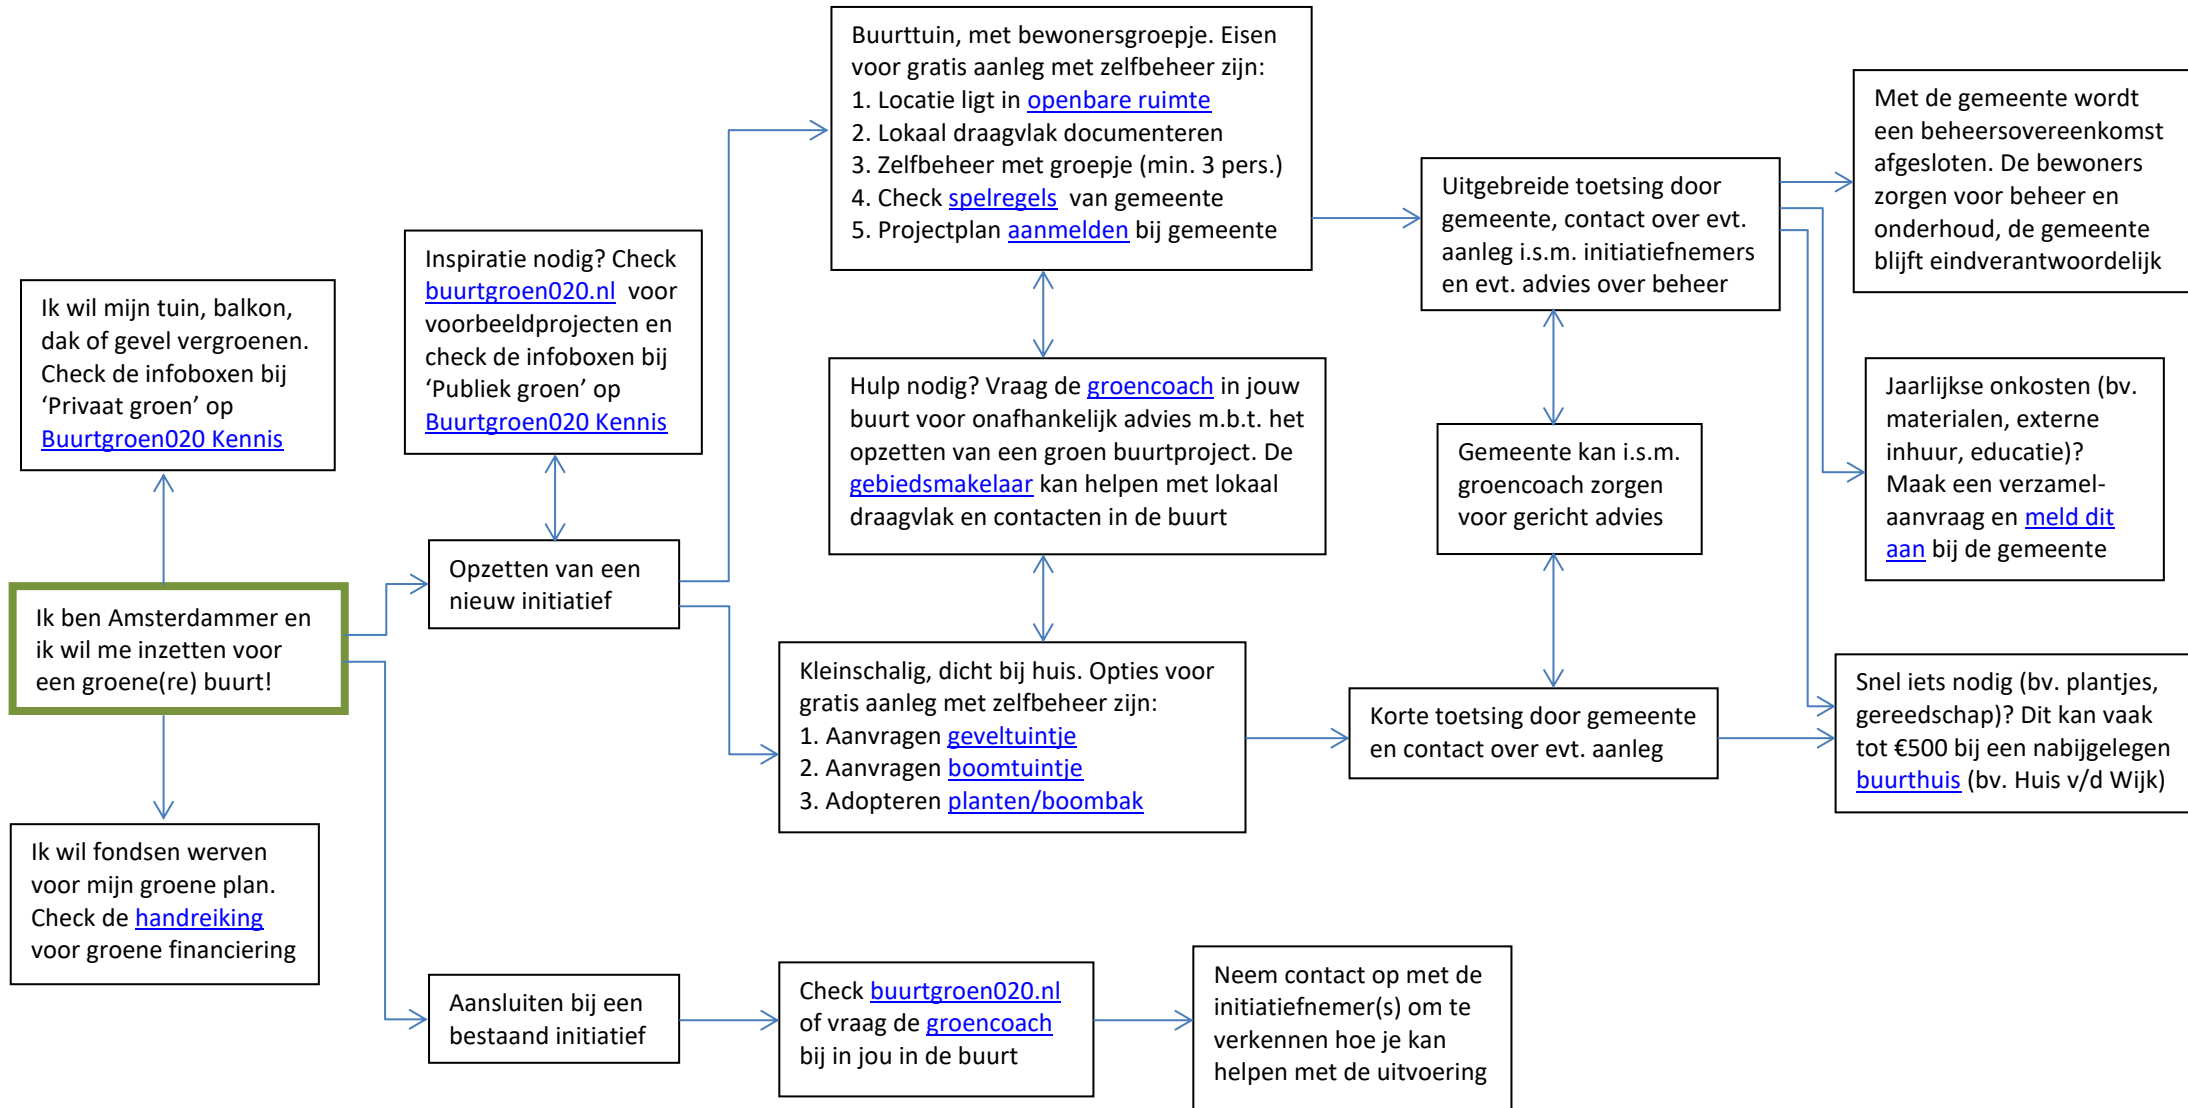 Ik ben Amsterdammer en
ik wil me inzetten voor
een groene(re) buurt!
Ik wil mijn tuin, balkon,
dak of gevel vergroenen.
Check de infoboxen bij
‘Privaat groen’ op
Buurtgroen020 Kennis
Ik wil fondsen werven
voor mijn groene plan.
Check de handreiking
voor groene financiering
Opzetten van een
nieuw initiatief
Inspiratie nodig? Check
buurtgroen020.nl  voor
voorbeeldprojecten en
check de infoboxen bij
‘Publiek groen’ op
Buurtgroen020 Kennis
Buurttuin, met bewonersgroepje. Eisen
voor gratis aanleg met zelfbeheer zijn:
1. Locatie ligt in openbare ruimte
2. Lokaal draagvlak documenteren
3. Zelfbeheer met groepje (min. 3 pers.)
4. Check spelregels  van gemeente
5. Projectplan aanmelden bij gemeente
Hulp nodig? Vraag de groencoach in jouw
buurt voor onafhankelijk advies m.b.t. het
opzetten van een groen buurtproject. De
gebiedsmakelaar kan helpen met lokaal
draagvlak en contacten in de buurt
Kleinschalig, dicht bij huis. Opties voor
gratis aanleg met zelfbeheer zijn:
1. Aanvragen geveltuintje
2. Aanvragen boomtuintje
3. Adopteren planten/boombak
Uitgebreide toetsing door
gemeente, contact over evt.
aanleg i.s.m. initiatiefnemers
en evt. advies over beheer
Gemeente kan i.s.m.
groencoach zorgen
voor gericht advies
Korte toetsing door gemeente
en contact over evt. aanleg
Met de gemeente wordt
een beheersovereenkomst
afgesloten. De bewoners
zorgen voor beheer en
onderhoud, de gemeente
blijft eindverantwoordelijk
Jaarlijkse onkosten (bv.
materialen, externe
inhuur, educatie)?
Maak een verzamel-
aanvraag en meld dit
aan bij de gemeente
Snel iets nodig (bv. plantjes,
gereedschap)? Dit kan vaak
tot €500 bij een nabijgelegen
buurthuis (bv. Huis v/d Wijk)
Aansluiten bij een
bestaand initiatief
Check buurtgroen020.nl
of vraag de groencoach
bij in jou in de buurt
Neem contact op met de
initiatiefnemer(s) om te
verkennen hoe je kan
helpen met de uitvoering